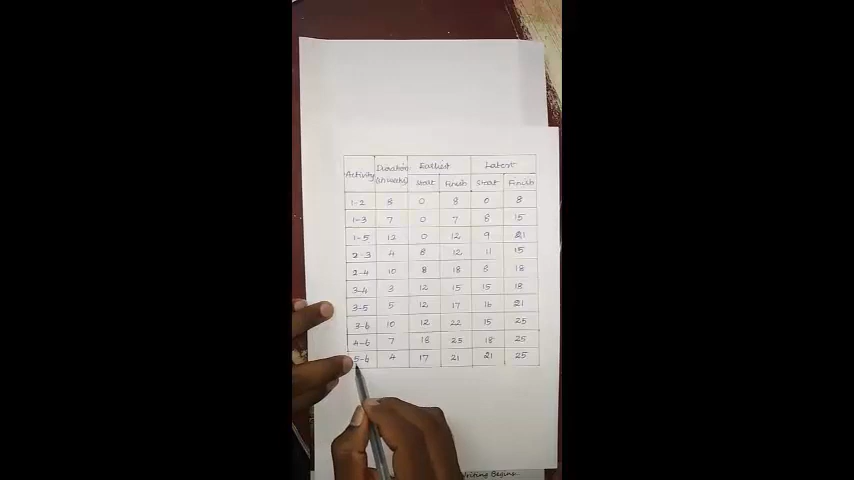 Activity Duration (in weeks) Earliest Latest
Start Finish Start Finish
1-2 8 0 8 0 8
1-3 7 0 7 8 15
1-5 12 0 12 9 21
2-3 4 8 12 11 15
2-4 10 8 18 8 18
3-4 3 12 15 15 18
3-5 5 12 17 16 21
3-6 10 12 22 15 25
4-6 7 18 25 18 25
5-6 4 17 21 21 25
Writing Begins..